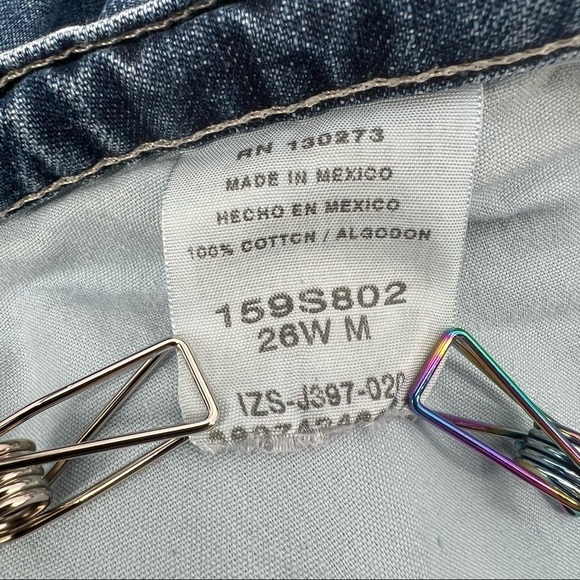 RN 130273
MADE IN MEXICO
HECHO EN MEXICO
100% COTTON / ALGODON
159S802
26W M
IZS-J397-020